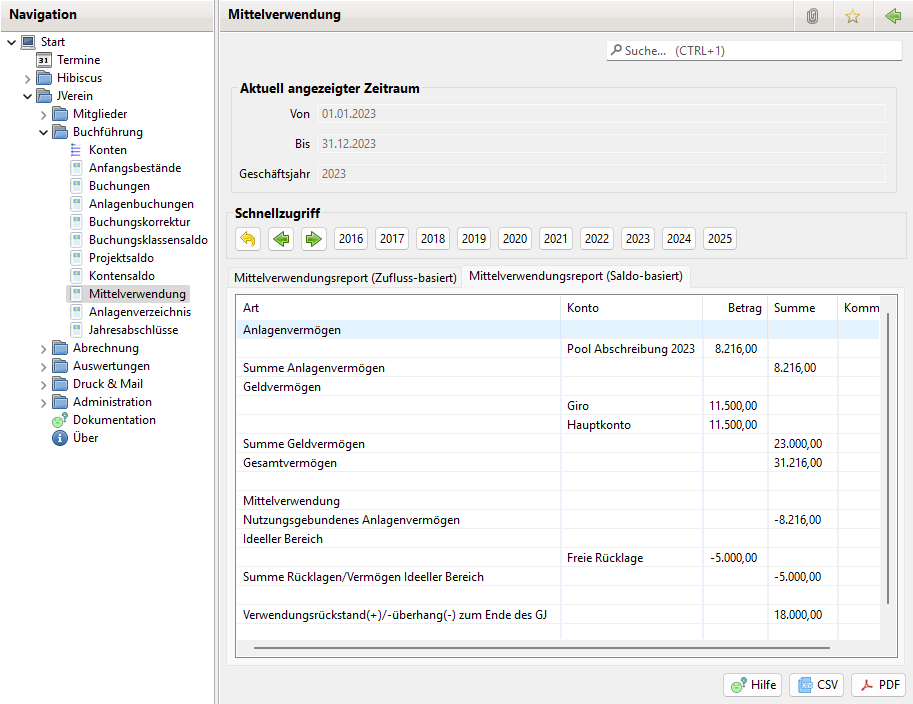 Navigation
Start
31 Termine
Hibiscus
JVerein
Mitglieder
Buchführung
Konten
Anfangsbestände
Buchungen
Anlagenbuchungen
Buchungskorrektur
Buchungsklassensaldo
Projektsaldo
Kontensaldo
Mittelverwendung
Anlagenverzeichnis
Jahresabschlüsse
Abrechnung
Auswertungen
Druck & Mail
Administration
Dokumentation
Über
Mittelverwendung
Suche... (CTRL+1)
Aktuell angezeigter Zeitraum
Von 01.01.2023
Bis 31.12.2023
Geschäftsjahr 2023
Schnellzugriff
2016 2017 2018 2019 2020 2021 2022 2023 2024 2025
Mittelverwendungsreport (Zufluss-basiert) Mittelverwendungsreport (Saldo-basiert)
Art Konto Betrag Summe Komm
Anlagenvermögen
Pool Abschreibung 2023 8.216,00
Summe Anlagenvermögen 8.216,00
Geldvermögen
Giro 11.500,00
Hauptkonto 11.500,00
Summe Geldvermögen 23.000,00
Gesamtvermögen 31.216,00
Mittelverwendung
Nutzungsgebundenes Anlagenvermögen -8.216,00
Ideeller Bereich
Freie Rücklage -5.000,00
Summe Rücklagen/Vermögen Ideeller Bereich -5.000,00
Verwendungsrückstand(+)/-überhang(-) zum Ende des GJ 18.000,00
Hilfe CSV PDF